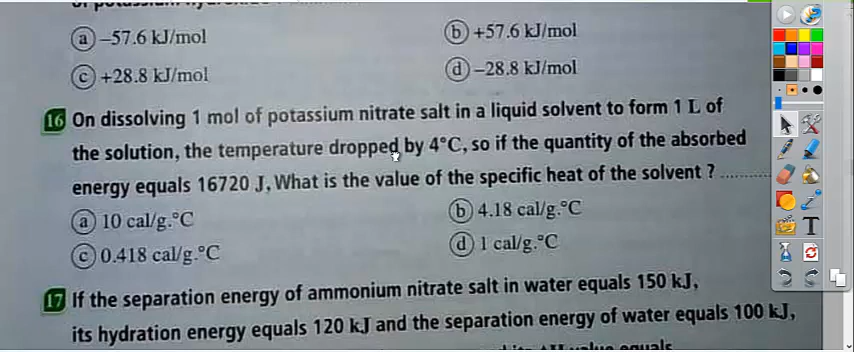 ⓐ –57.6 kJ/mol ⓑ +57.6 kJ/mol
ⓒ +28.8 kJ/mol ⓓ –28.8 kJ/mol
16 On dissolving 1 mol of potassium nitrate salt in a liquid solvent to form 1 L of
the solution, the temperature dropped by 4°C, so if the quantity of the absorbed
energy equals 16720 J, What is the value of the specific heat of the solvent ? ..........
ⓐ 10 cal/g.°C ⓑ 4.18 cal/g.°C
ⓒ 0.418 cal/g.°C ⓓ 1 cal/g.°C
17 If the separation energy of ammonium nitrate salt in water equals 150 kJ,
its hydration energy equals 120 kJ and the separation energy of water equals 100 kJ,
value equals
T